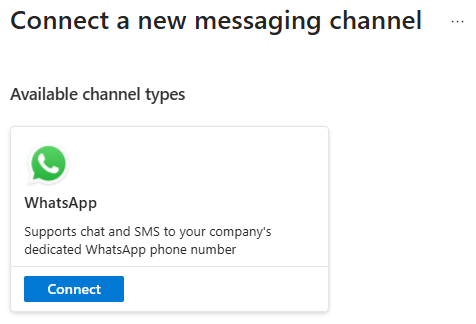 Connect a new messaging channel ...
Available channel types
WhatsApp
Supports chat and SMS to your company's
dedicated WhatsApp phone number
Connect